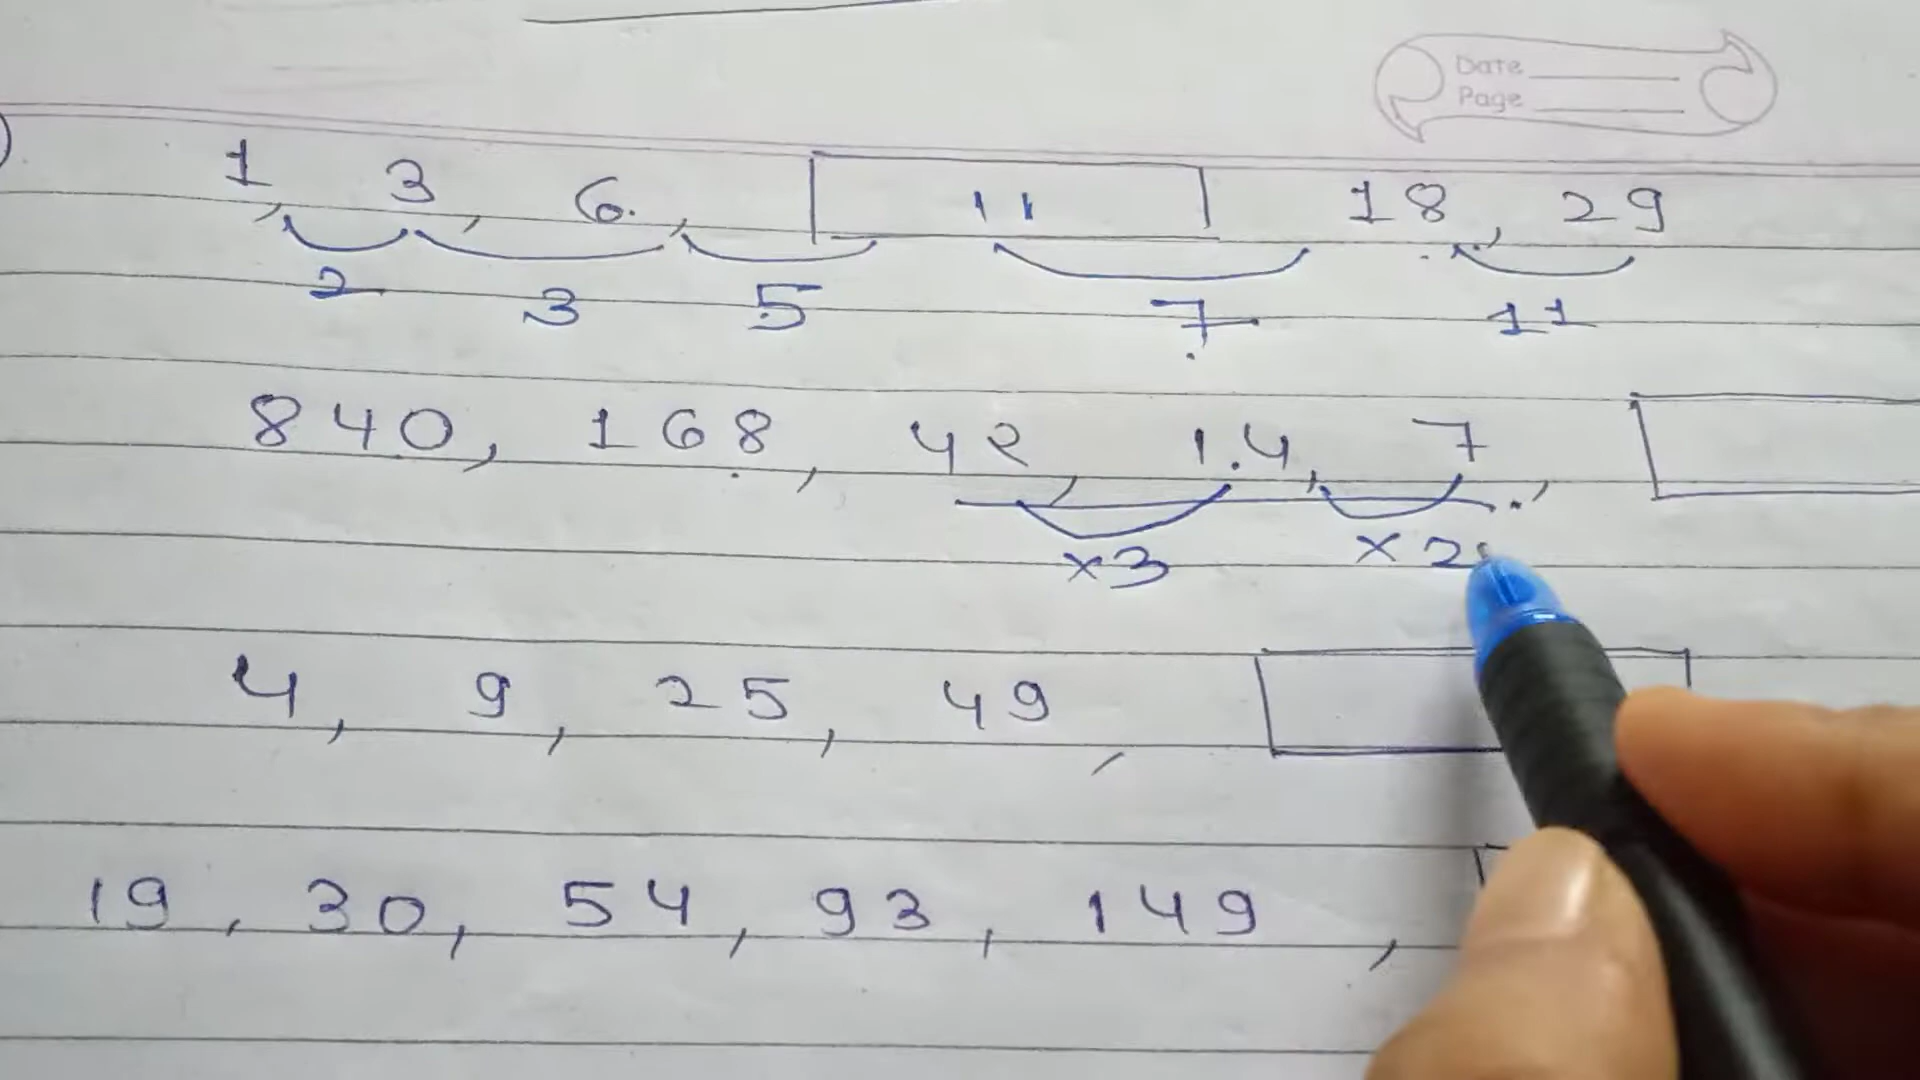 Date
Page
1, 3, 6, 11 18, 29
2 3 5 7 11
840, 168, 42, 14, 7,
×3 ×2
4, 9, 25, 49,
19, 30, 54, 93, 149,